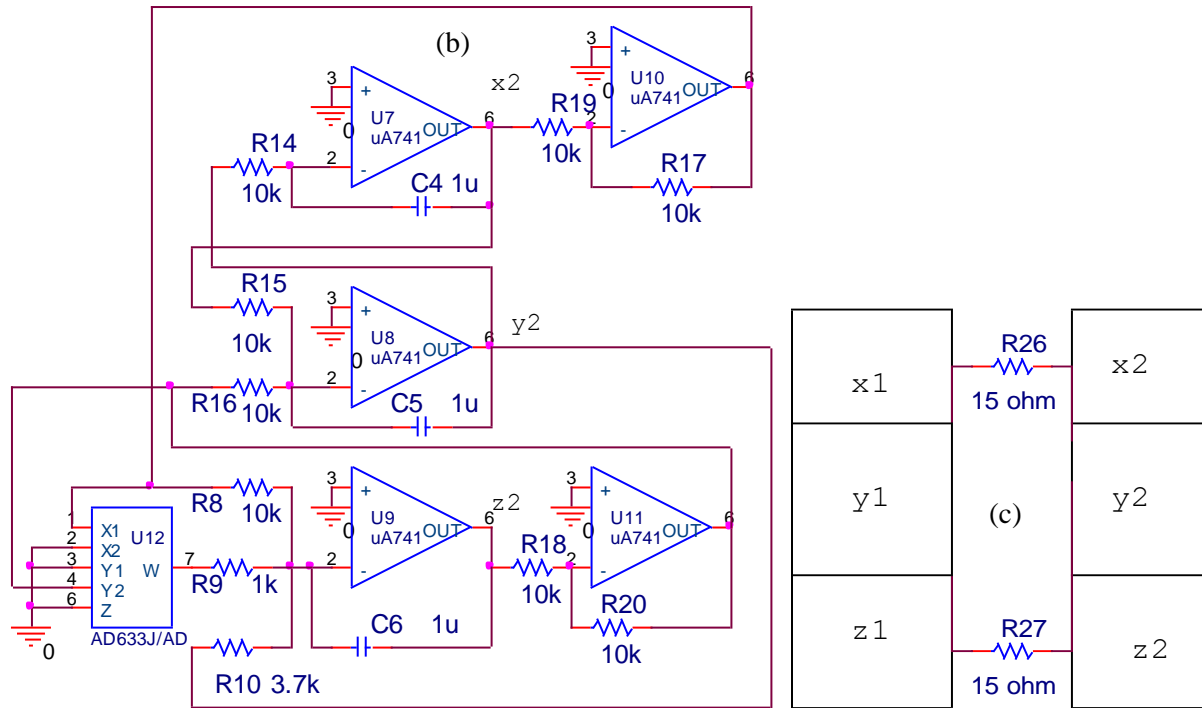 (b)
3
+
U7
uA741
OUT
6
2
-
0
x2
R14
10k
C4 1u
R19
10k
3
+
U10
uA741
OUT
6
2
-
0
R17
10k
R15
10k
R16
10k
3
+
U8
uA741
OUT
6
2
-
0
y2
C5
1u
R8
10k
R9
1k
R10 3.7k
3
+
U9
uA741
OUT
6
2
-
0
z2
C6
1u
R18
10k
3
+
U11
uA741
OUT
6
2
-
0
R20
10k
1
2
3
4
6
X1
X2
Y1
Y2
Z
U12
W
7
AD633J/AD
0
x1
R26
15 ohm
x2
y1
(c)
y2
z1
R27
15 ohm
z2